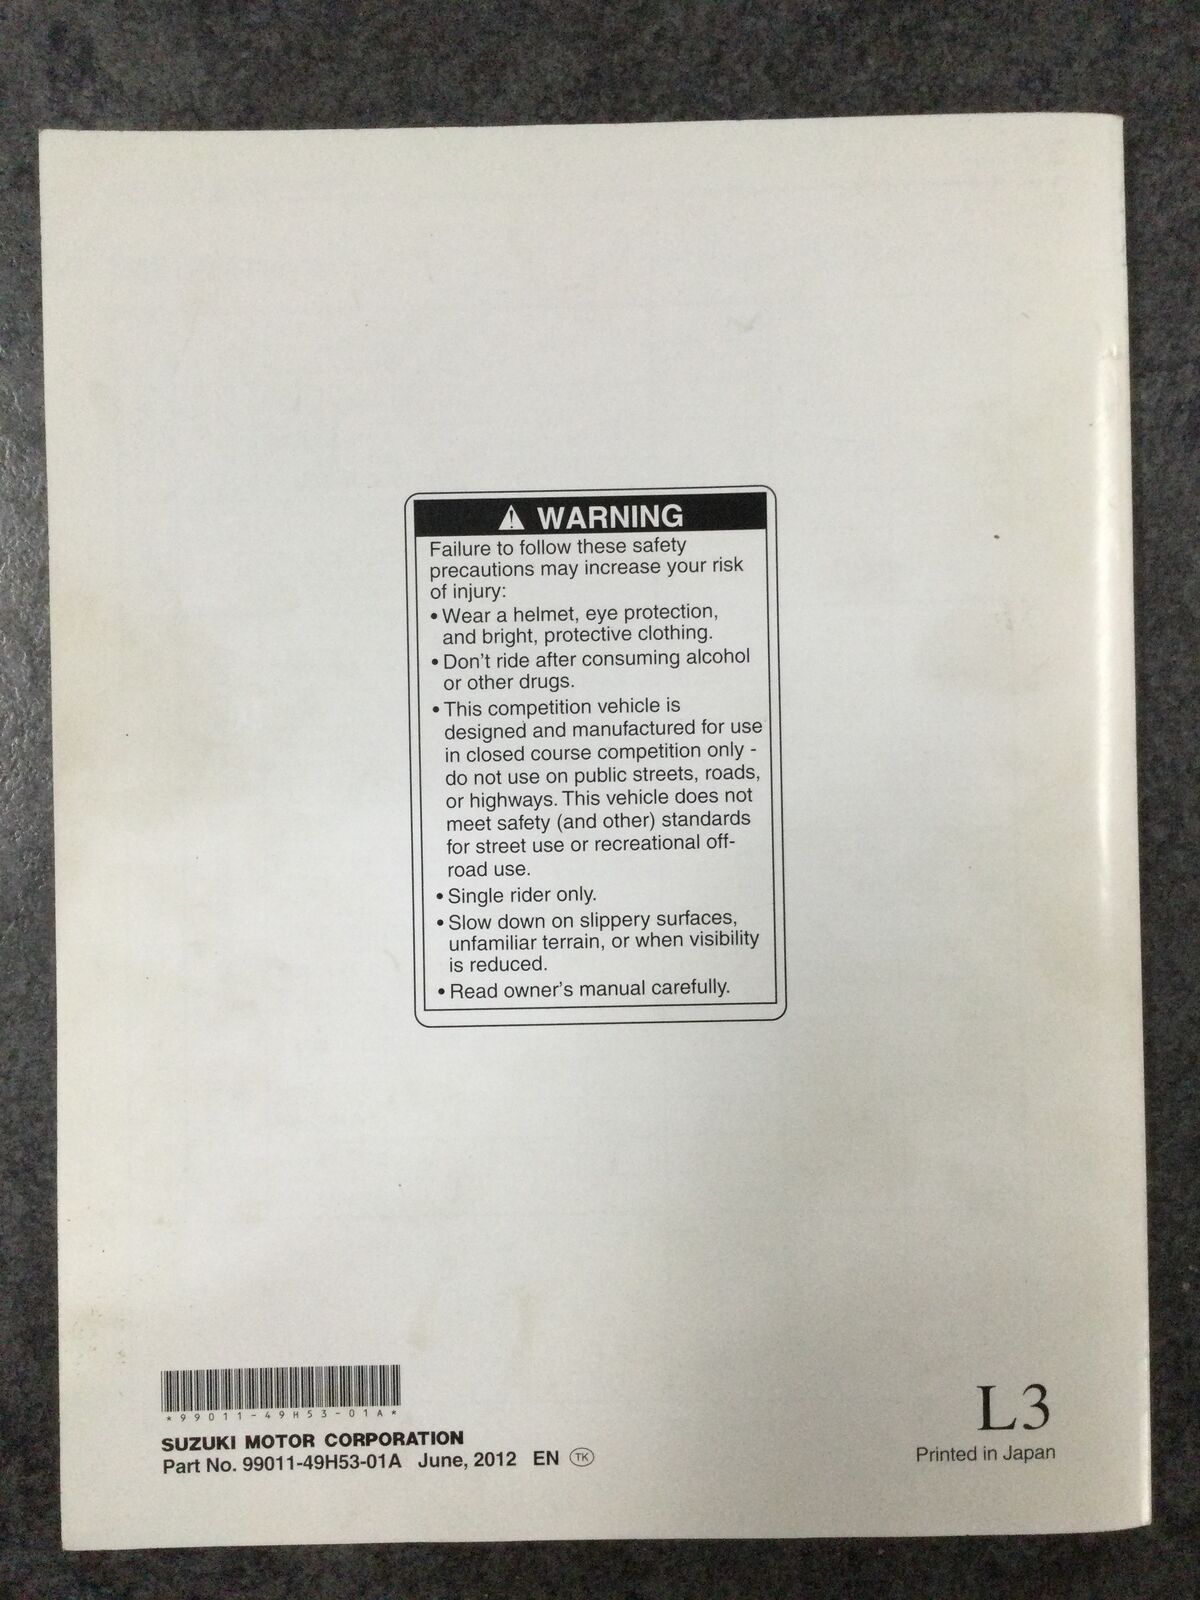 WARNING
Failure to follow these safety
precautions may increase your risk
of injury:
• Wear a helmet, eye protection,
and bright, protective clothing.
• Don't ride after consuming alcohol
or other drugs.
• This competition vehicle is
designed and manufactured for use
in closed course competition only -
do not use on public streets, roads,
or highways. This vehicle does not
meet safety (and other) standards
for street use or recreational off-
road use.
• Single rider only.
• Slow down on slippery surfaces,
unfamiliar terrain, or when visibility
is reduced.
• Read owner's manual carefully.
*99011-49H53-01A*
SUZUKI MOTOR CORPORATION
Part No. 99011-49H53-01A June, 2012 EN TK
L3
Printed in Japan